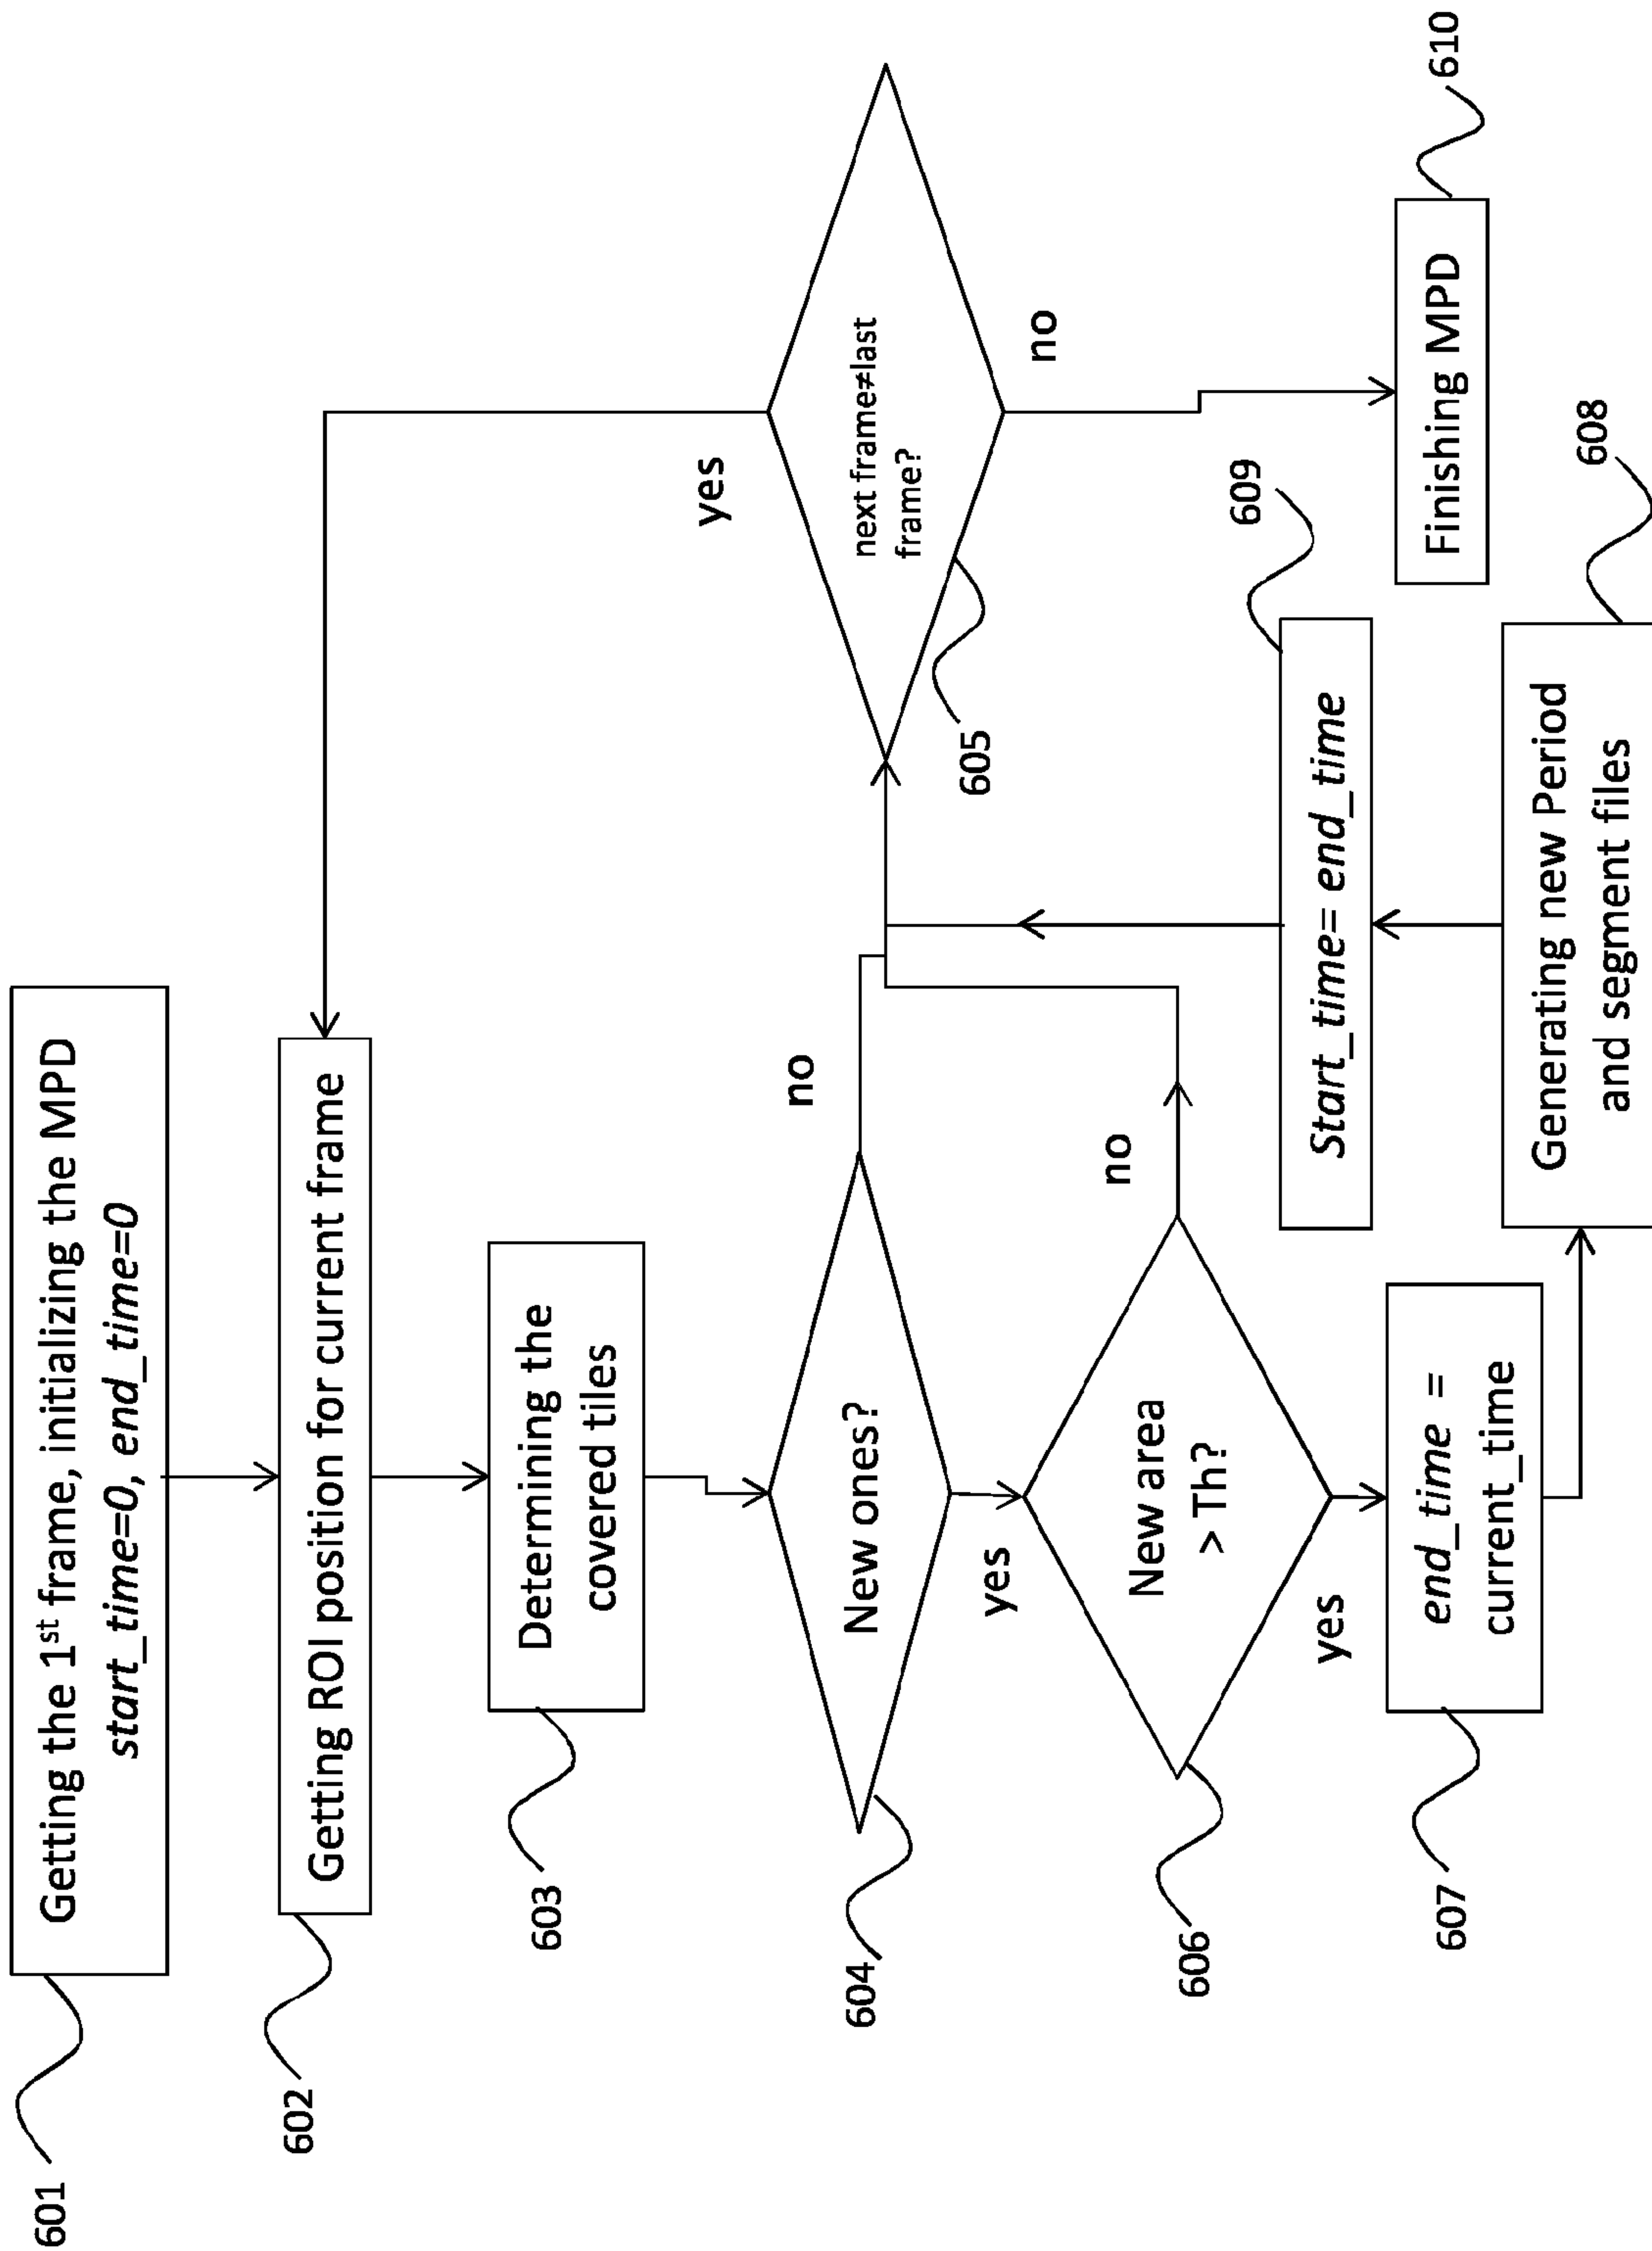 601
Getting the 1st frame, initializing the MPD
start_time=0, end_time=0
602
Getting ROI position for current frame
603
Determining the
covered tiles
604
New ones?
no
yes
606
New area
> Th?
no
yes
607
end_time =
current_time
Generating new Period
and segment files
608
Start_time= end_time
609
605
next frame≠last
frame?
yes
no
Finishing MPD
610